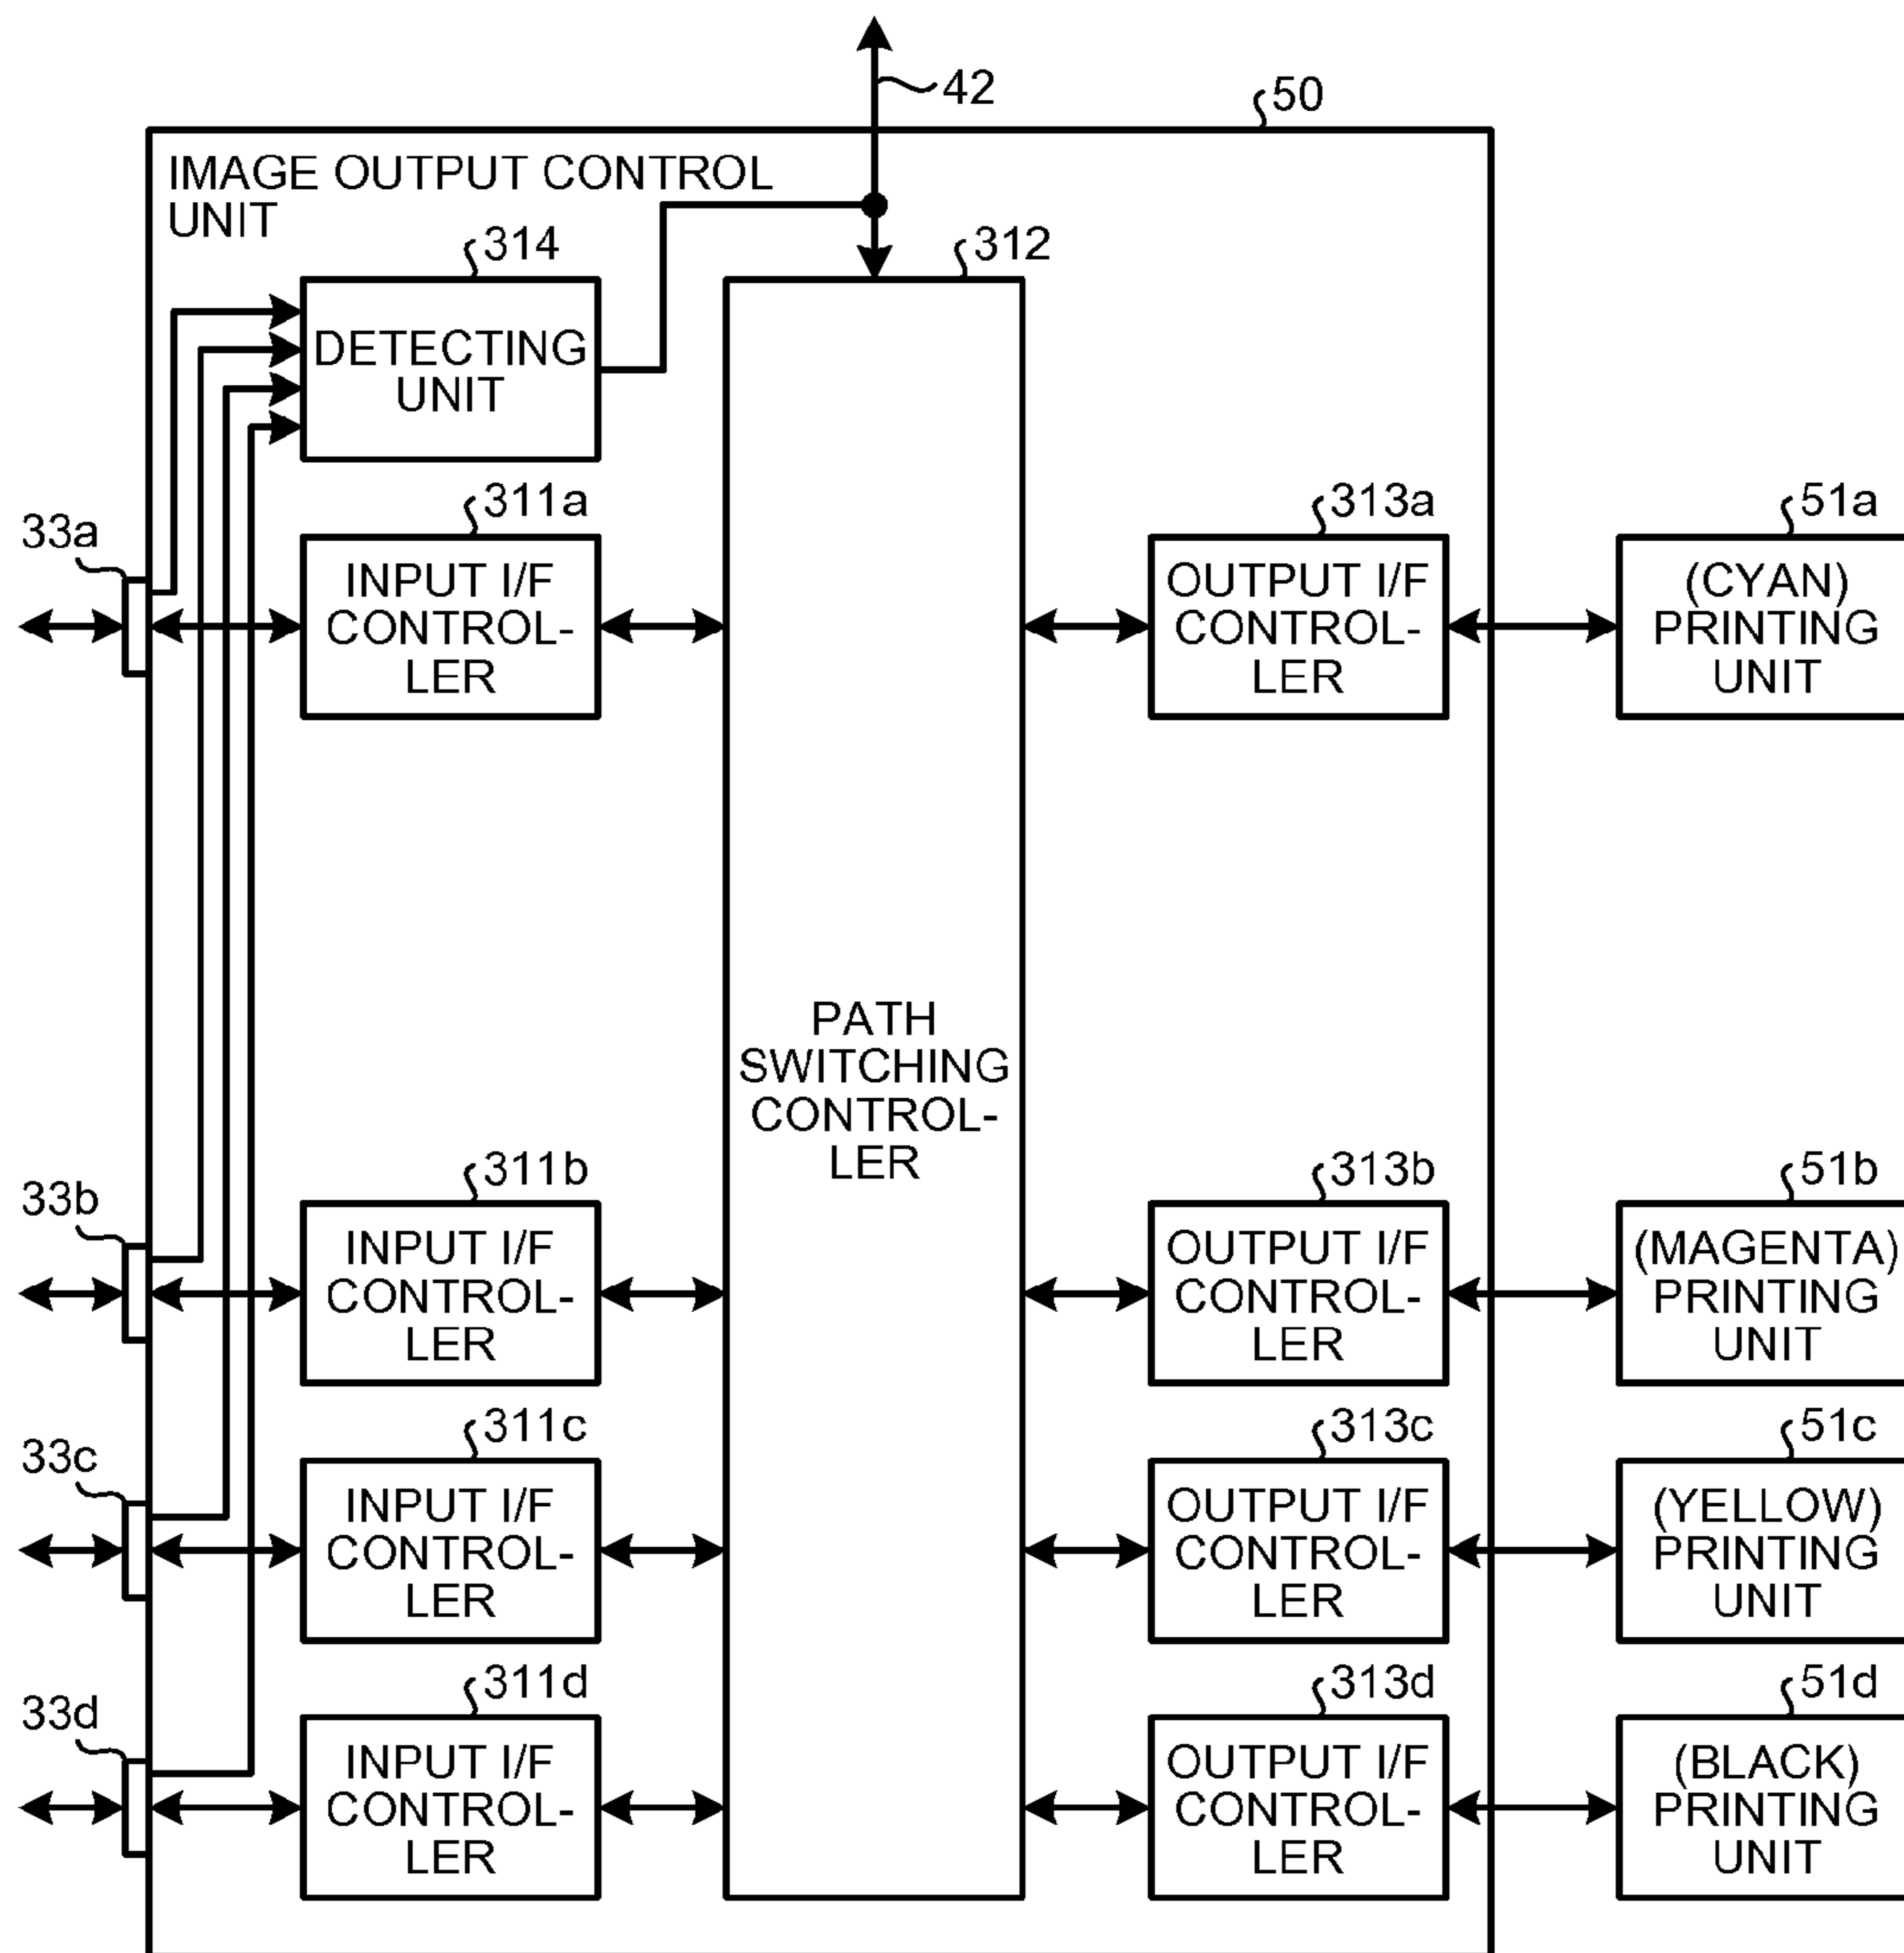 42
50
IMAGE OUTPUT CONTROL
UNIT
314
312
DETECTING
UNIT
33a
311a
313a
51a
INPUT I/F
CONTROL-
LER
OUTPUT I/F
CONTROL-
LER
(CYAN)
PRINTING
UNIT
PATH
SWITCHING
CONTROL-
LER
33b
311b
313b
51b
INPUT I/F
CONTROL-
LER
OUTPUT I/F
CONTROL-
LER
(MAGENTA)
PRINTING
UNIT
33c
311c
313c
51c
INPUT I/F
CONTROL-
LER
OUTPUT I/F
CONTROL-
LER
(YELLOW)
PRINTING
UNIT
33d
311d
313d
51d
INPUT I/F
CONTROL-
LER
OUTPUT I/F
CONTROL-
LER
(BLACK)
PRINTING
UNIT